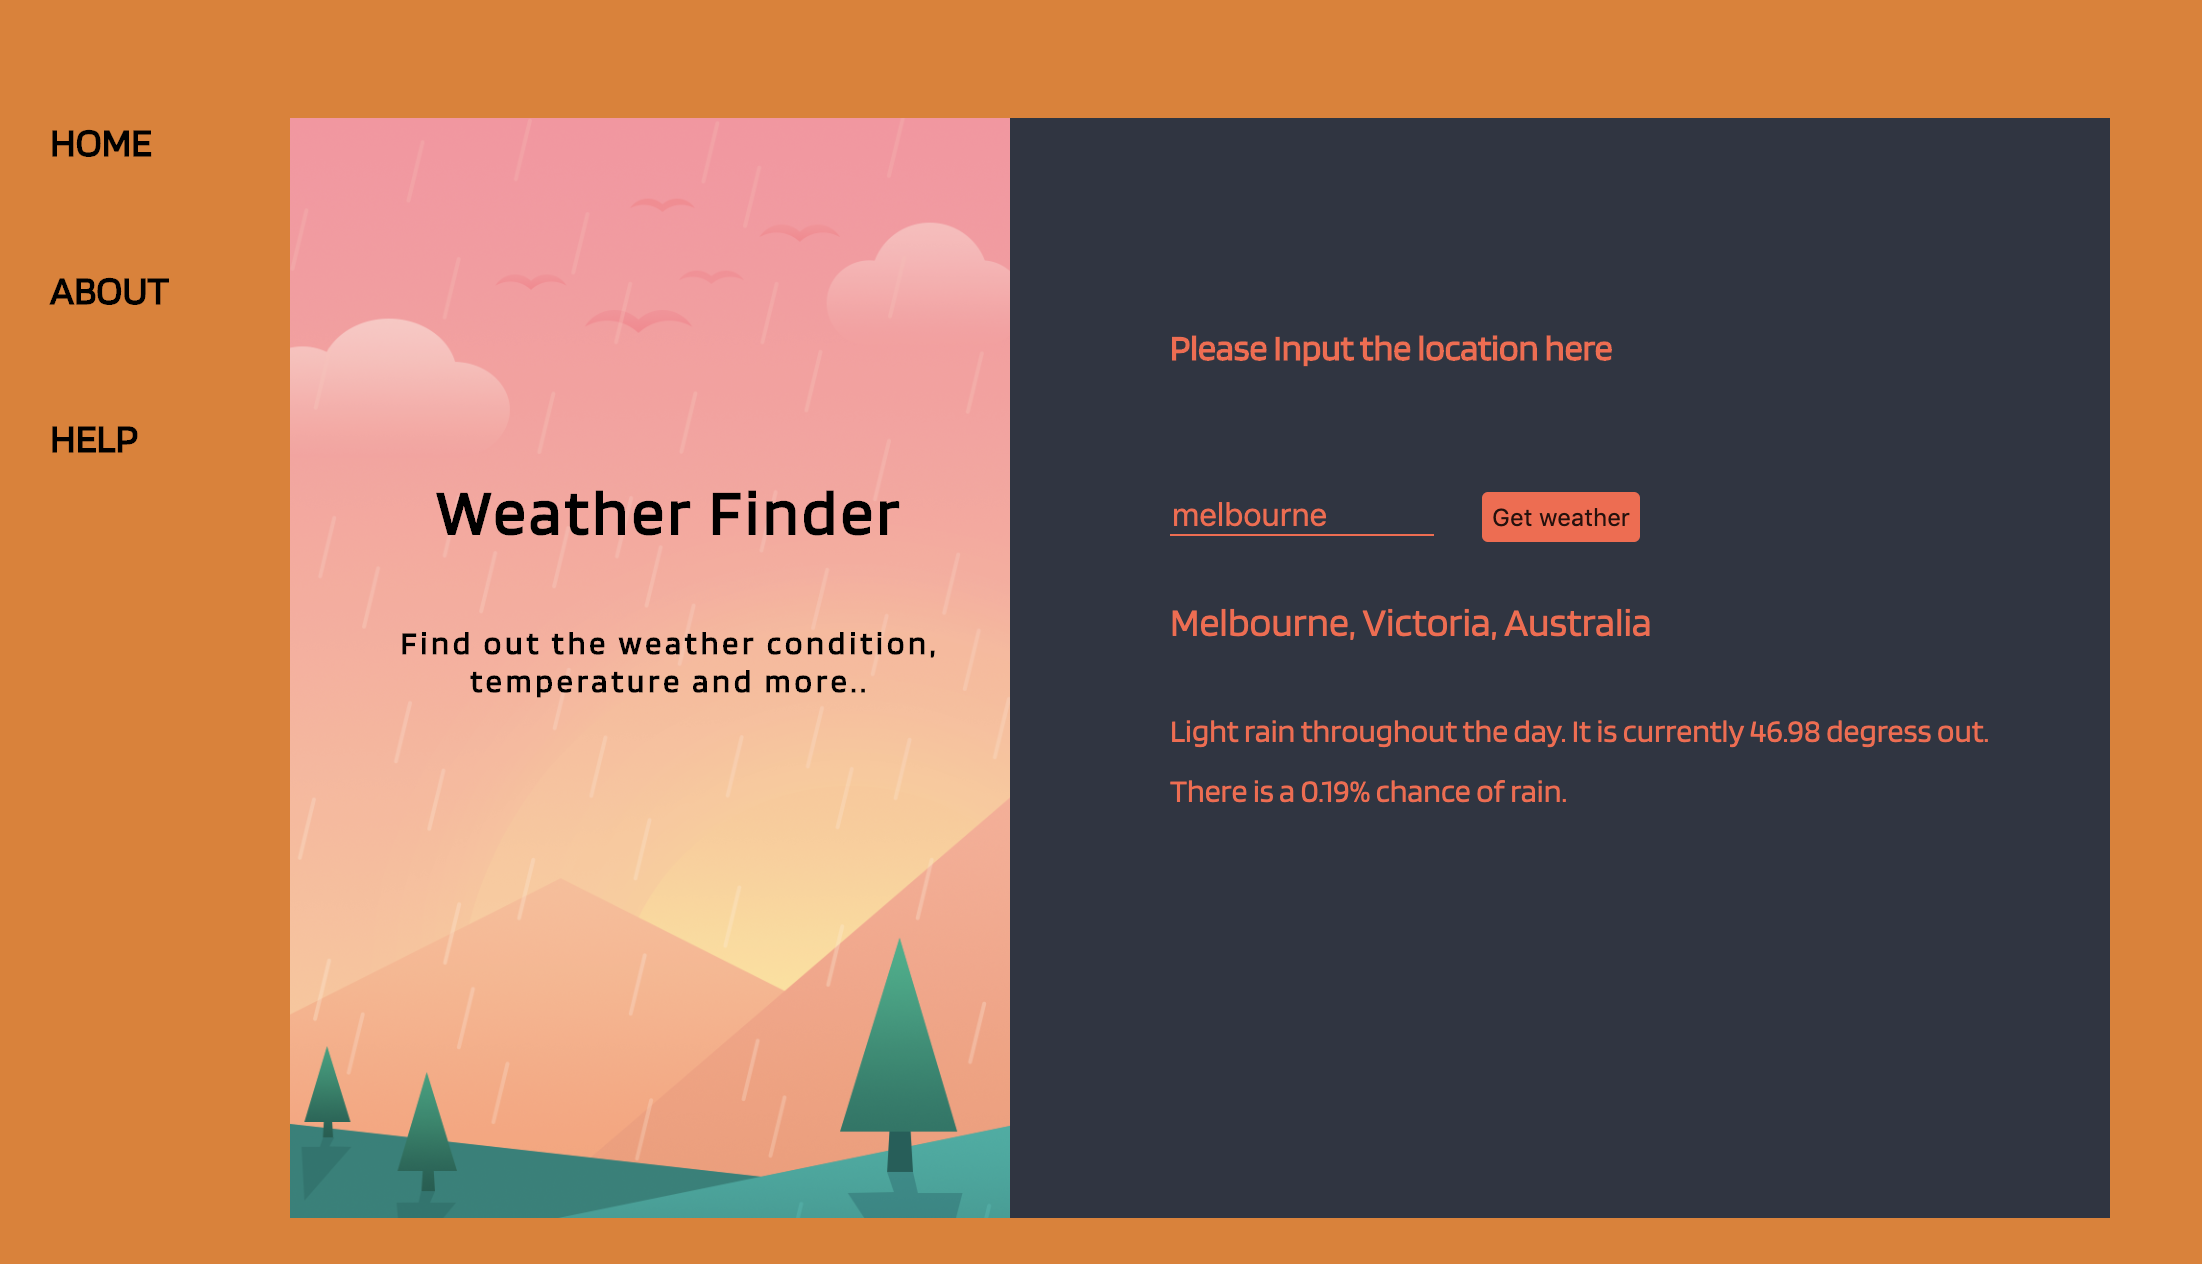 HOME
ABOUT
HELP
Weather Finder
Find out the weather condition,
temperature and more..
Please Input the location here
melbourne
Get weather
Melbourne, Victoria, Australia
Light rain throughout the day. It is currently 46.98 degress out.
There is a 0.19% chance of rain.